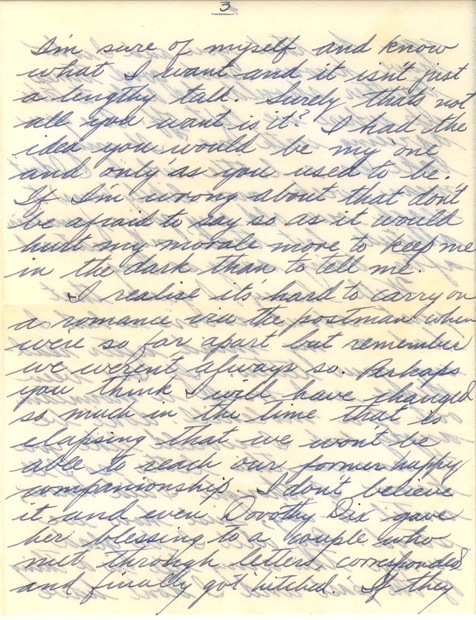 3
I'm sure of myself and know
what I want and it isn't just
a lengthy talk. Surely that's not
all you want is it? I had the
idea you would be my one
and only as you used to be.
If I'm wrong about that don't
be afraid to say so as it would
hurt my morale more to keep me
in the dark than to tell me.
I realise it's hard to carry on
a romance via the postman when
were so far apart but remember
we weren't always so. Perhaps
you think I will have changed
so much in the time that is
elapsing that we won't be
able to reach our former happy
companionship. I don't believe
it and even Dorothy Dix gave
her blessing to a couple who
met through letters, corresponded
and finally got hitched. If they